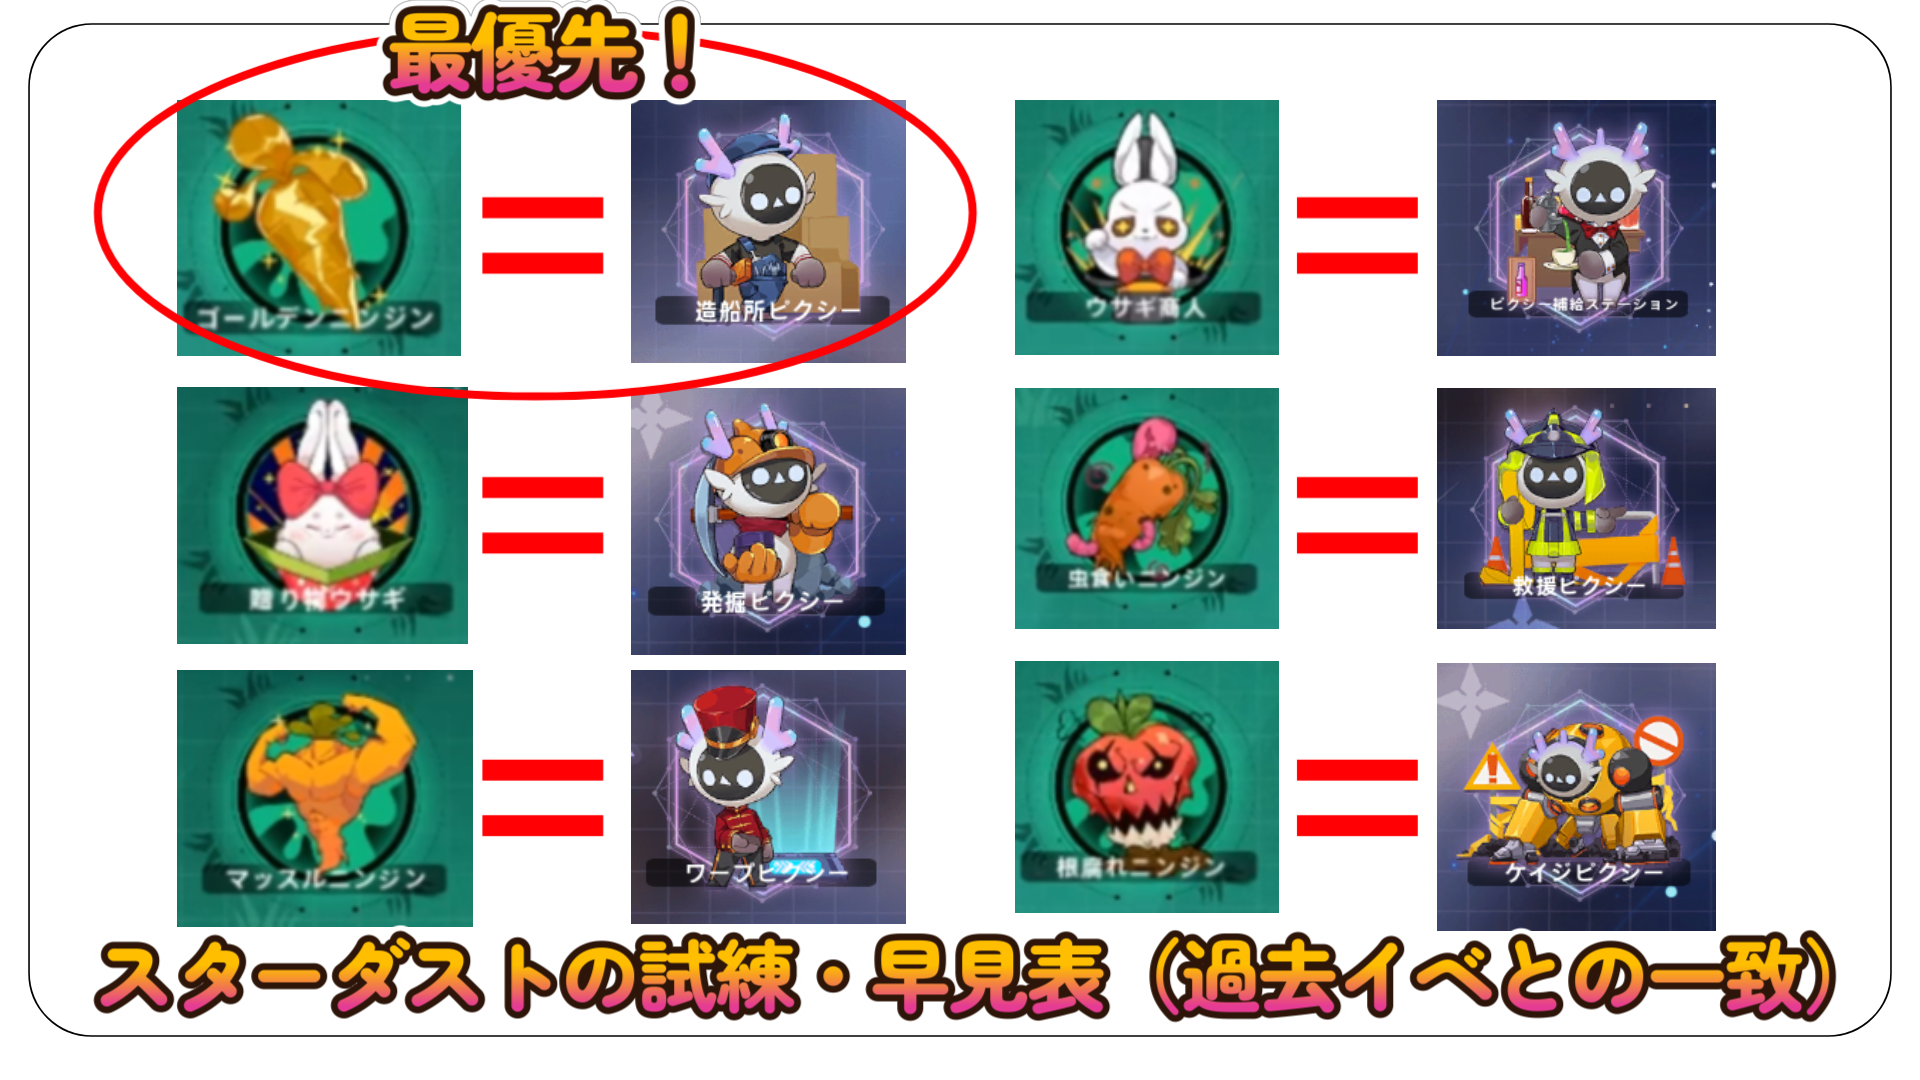 最優先！
ゴールデンニンジン
造船所ピクシー
ウサギ商人
ピクシー補給ステーション
贈り物ウサギ
発掘ピクシー
虫食いニンジン
救援ピクシー
マッスルニンジン
ワープピクシー
根腐れニンジン
ケイジピクシー
スターダストの試練・早見表（過去イベとの一致）